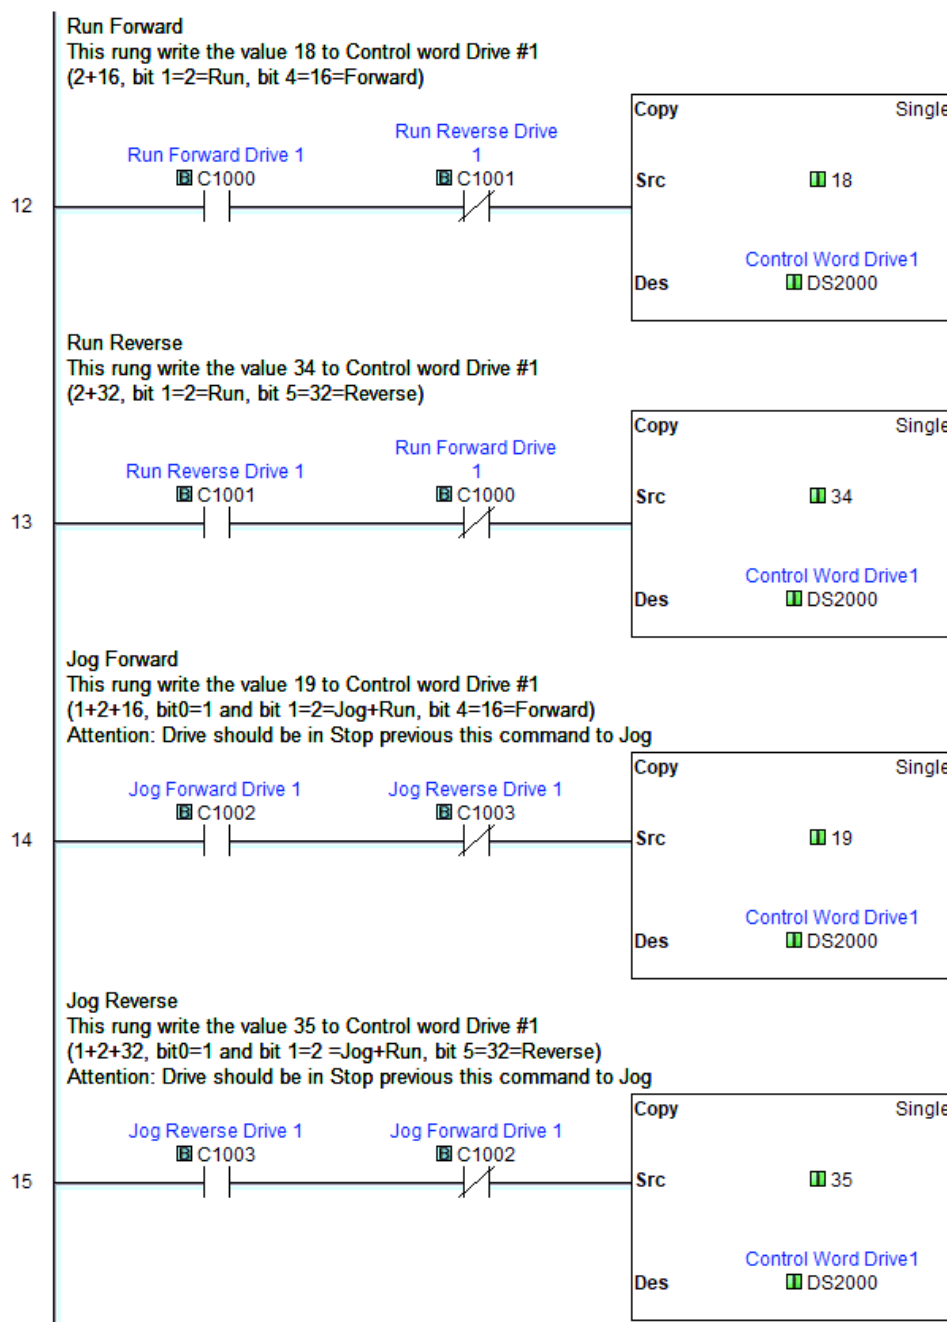 Run Forward
This rung write the value 18 to Control word Drive #1
(2+16, bit 1=2=Run, bit 4=16=Forward)
Copy Single
Run Reverse Drive
Run Forward Drive 1 1
B C1000 B C1001
Src 18
12
Control Word Drive1
Des DS2000
Run Reverse
This rung write the value 34 to Control word Drive #1
(2+32, bit 1=2=Run, bit 5=32=Reverse)
Copy Single
Run Forward Drive
Run Reverse Drive 1 1
B C1001 B C1000
Src 34
13
Control Word Drive1
Des DS2000
Jog Forward
This rung write the value 19 to Control word Drive #1
(1+2+16, bit0=1 and bit 1=2=Jog+Run, bit 4=16=Forward)
Attention: Drive should be in Stop previous this command to Jog
Copy Single
Jog Forward Drive 1 Jog Reverse Drive 1
B C1002 B C1003
Src 19
14
Control Word Drive1
Des DS2000
Jog Reverse
This rung write the value 35 to Control word Drive #1
(1+2+32, bit0=1 and bit 1=2 =Jog+Run, bit 5=32=Reverse)
Attention: Drive should be in Stop previous this command to Jog
Copy Single
Jog Reverse Drive 1 Jog Forward Drive 1
B C1003 B C1002
Src 35
15
Control Word Drive1
Des DS2000